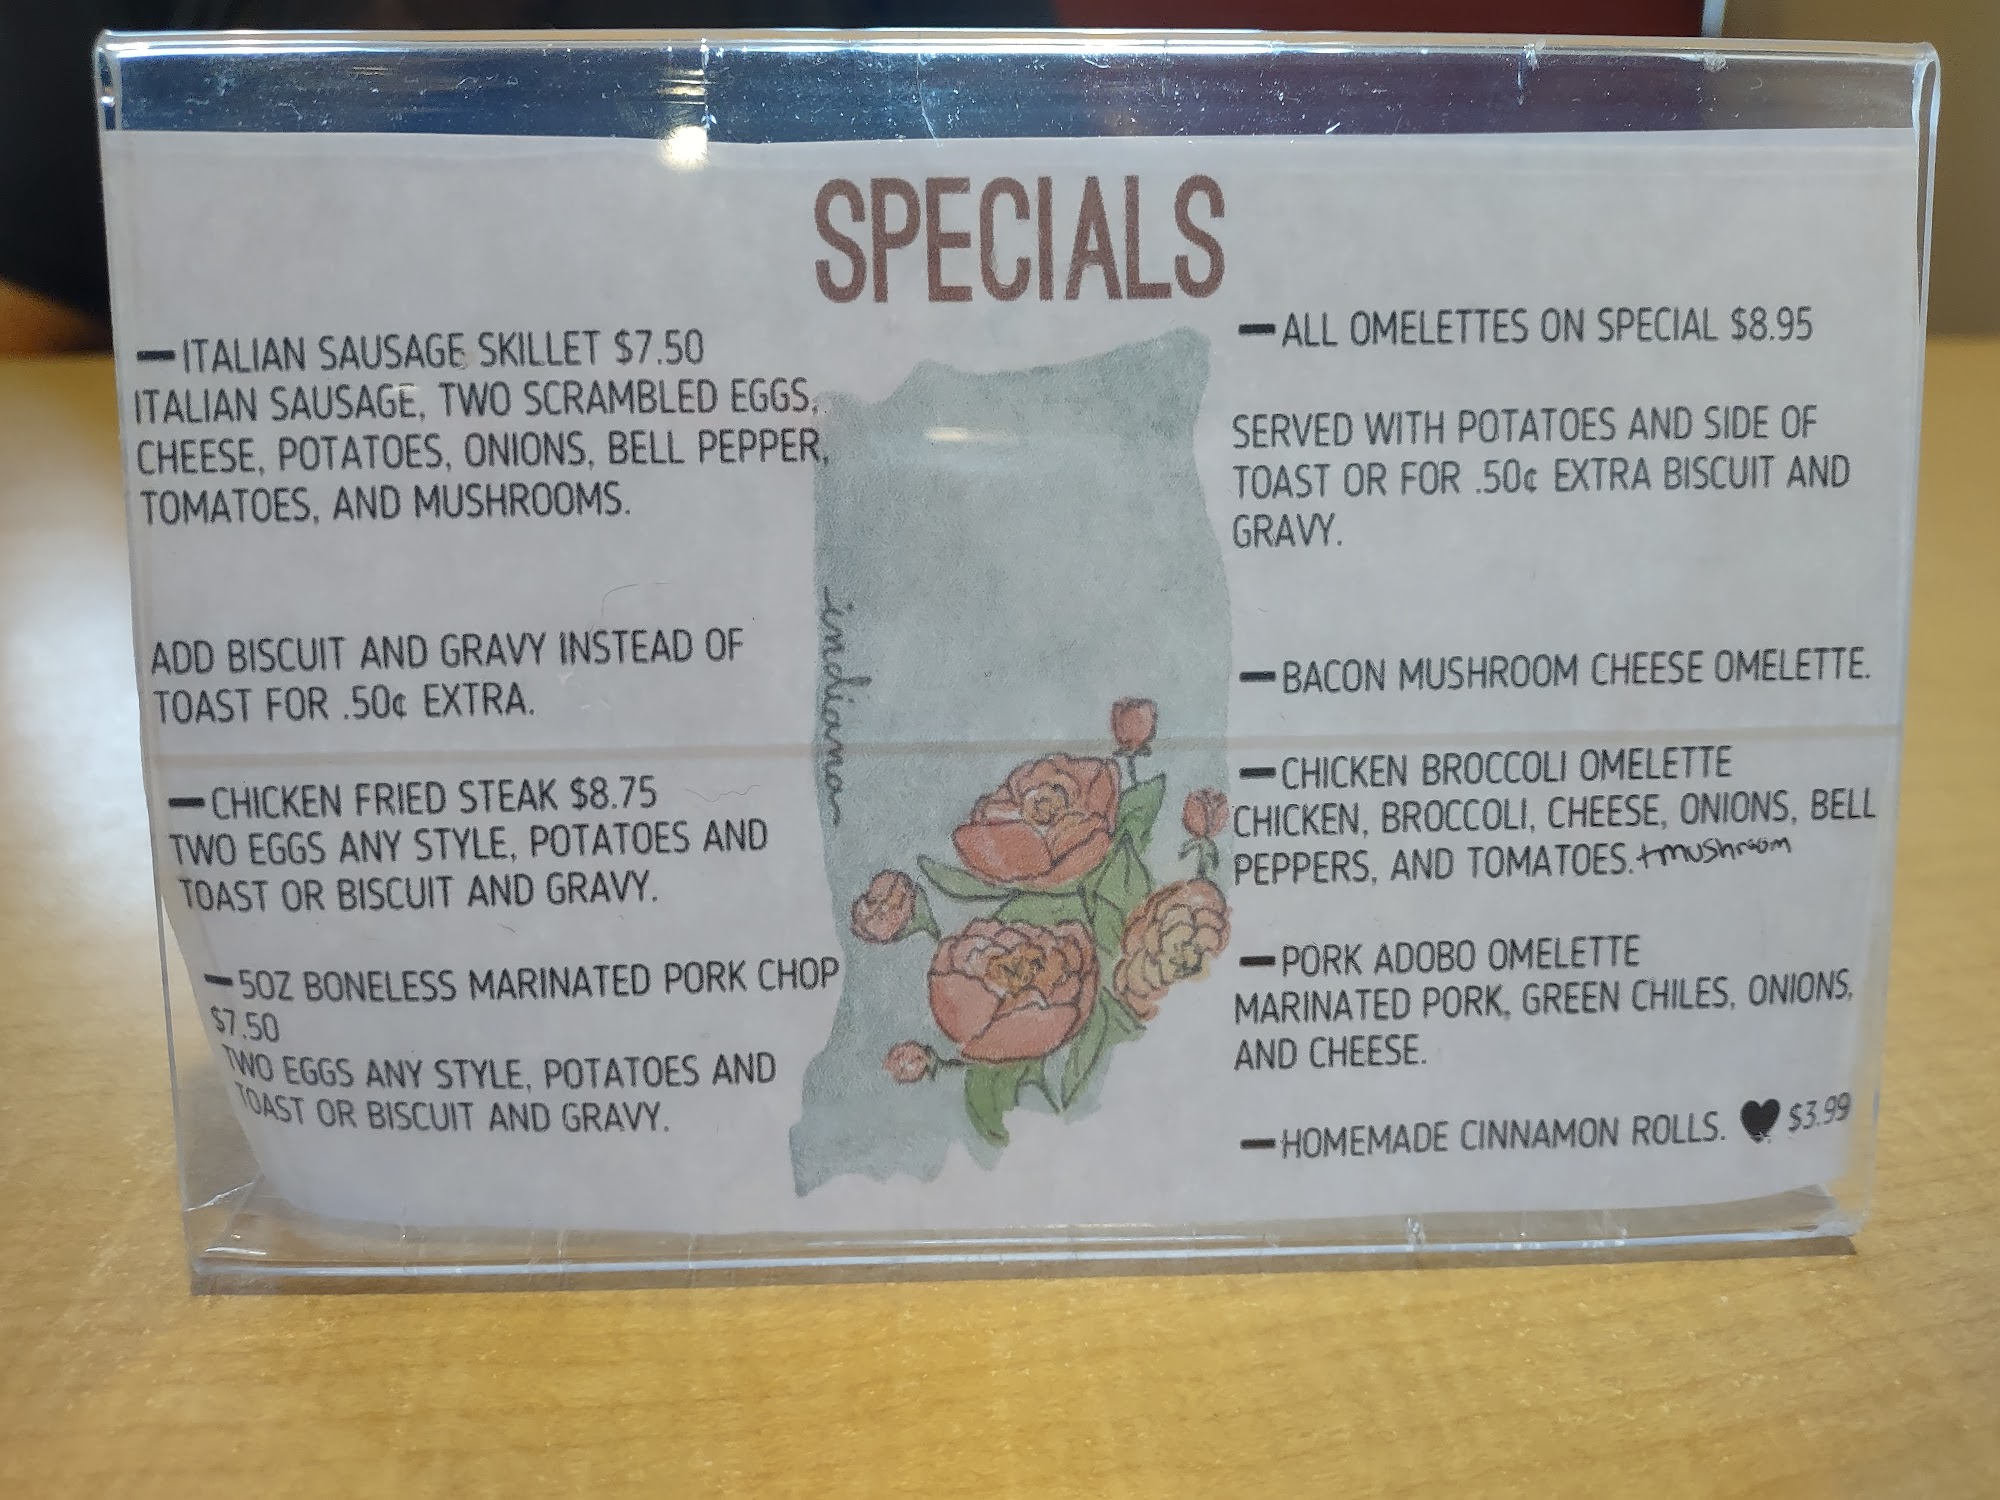 SPECIALS
—ITALIAN SAUSAGE SKILLET $7.50
ITALIAN SAUSAGE, TWO SCRAMBLED EGGS,
CHEESE, POTATOES, ONIONS, BELL PEPPER,
TOMATOES, AND MUSHROOMS.
ADD BISCUIT AND GRAVY INSTEAD OF
TOAST FOR .50¢ EXTRA.
—CHICKEN FRIED STEAK $8.75
TWO EGGS ANY STYLE, POTATOES AND
TOAST OR BISCUIT AND GRAVY.
—5OZ BONELESS MARINATED PORK CHOP
$7.50
TWO EGGS ANY STYLE, POTATOES AND
TOAST OR BISCUIT AND GRAVY.
indiana
—ALL OMELETTES ON SPECIAL $8.95
SERVED WITH POTATOES AND SIDE OF
TOAST OR FOR .50¢ EXTRA BISCUIT AND
GRAVY.
—BACON MUSHROOM CHEESE OMELETTE.
—CHICKEN BROCCOLI OMELETTE
CHICKEN, BROCCOLI, CHEESE, ONIONS, BELL
PEPPERS, AND TOMATOES.+mushroom
—PORK ADOBO OMELETTE
MARINATED PORK, GREEN CHILES, ONIONS,
AND CHEESE.
—HOMEMADE CINNAMON ROLLS. ♥ $3.99